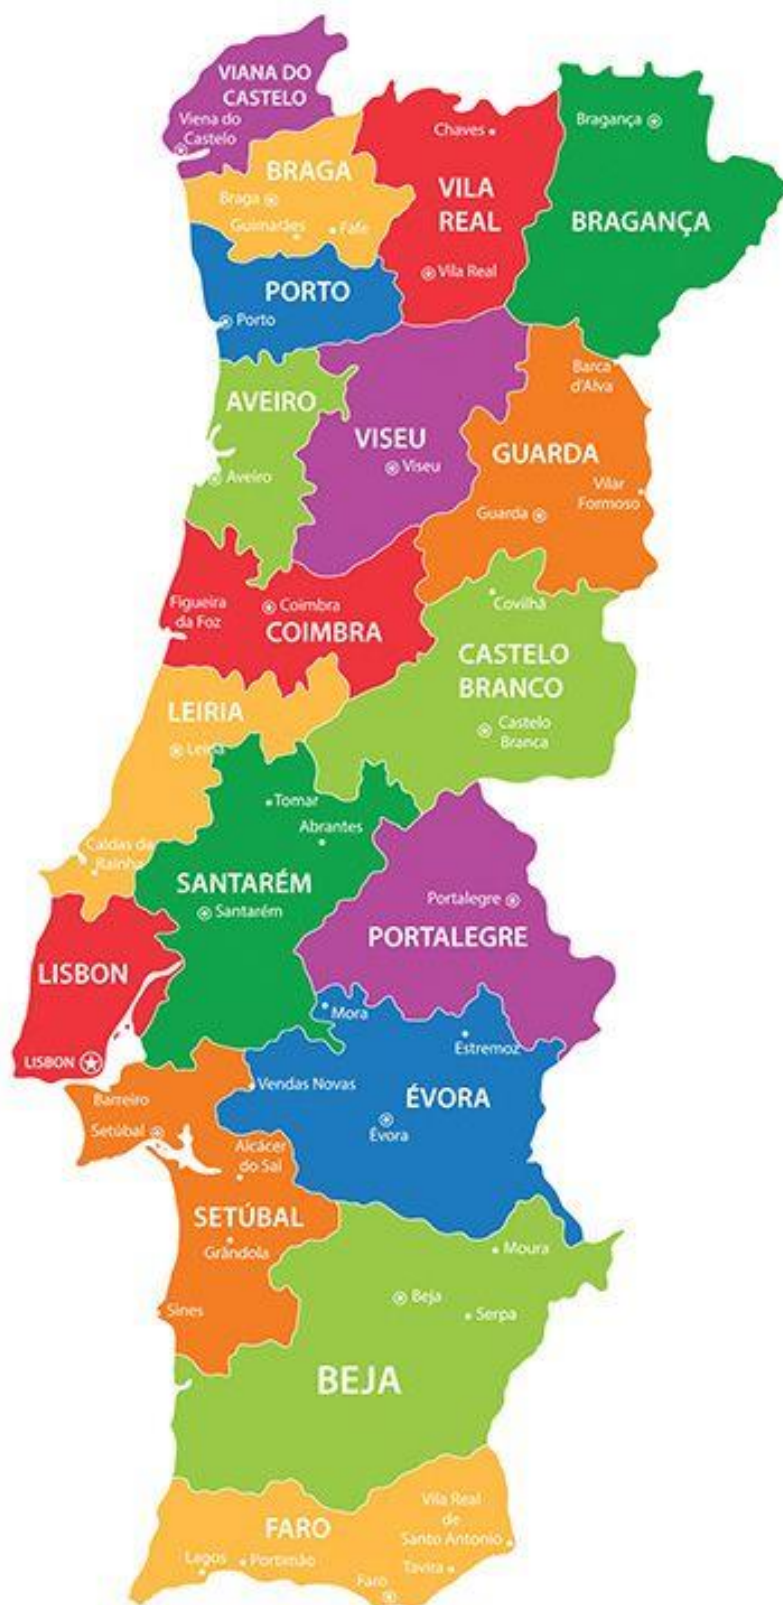 VIANA DO
CASTELO
Viena do
Castelo
BRAGA
Braga
Guimarães
Fafe
Chaves
VILA
REAL
Vila Real
Bragança
BRAGANÇA
PORTO
Porto
AVEIRO
Aveiro
VISEU
Viseu
Barca
d'Alva
GUARDA
Vilar
Formoso
Guarda
Figueira
da Foz
Coimbra
COIMBRA
Covilhã
CASTELO
BRANCO
Castelo
Branca
LEIRIA
Leiria
Caldas da
Rainha
Tomar
Abrantes
SANTARÉM
Santarém
Portalegre
PORTALEGRE
LISBON
LISBON
Mora
Estremoz
Vendas Novas
ÉVORA
Évora
Barreiro
Setúbal
Alcácer
do Sal
SETÚBAL
Grândola
Sines
Moura
Beja
Serpa
BEJA
FARO
Vila Real
de
Santo Antonio
Lagos
Portimão
Tavira
Faro